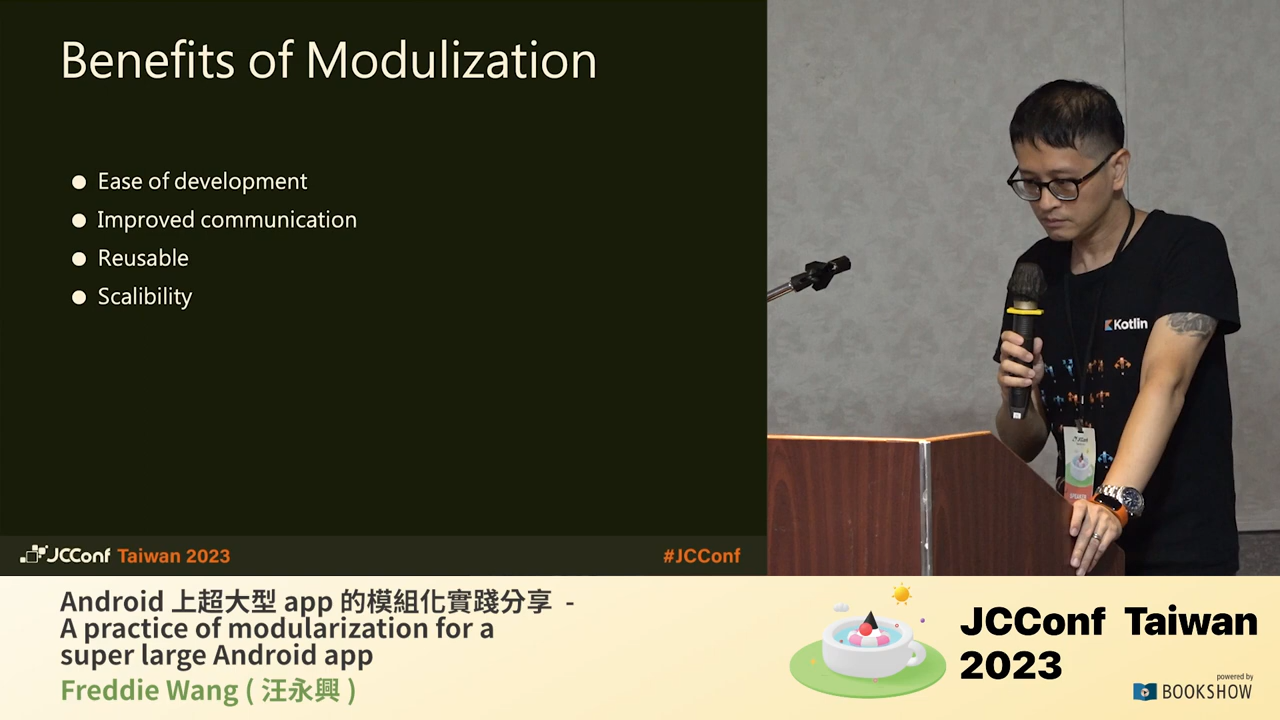 Benefits of Modulization
Ease of development
Improved communication
Reusable
Scalibility
JCConf Taiwan 2023
#JCConf
Kotlin
JCConf
SPEAKER
Android 上超大型 app 的模組化實踐分享 -
A practice of modularization for a
super large Android app
Freddie Wang ( 汪永興 )
JCConf Taiwan
2023
powered by
BOOKSHOW